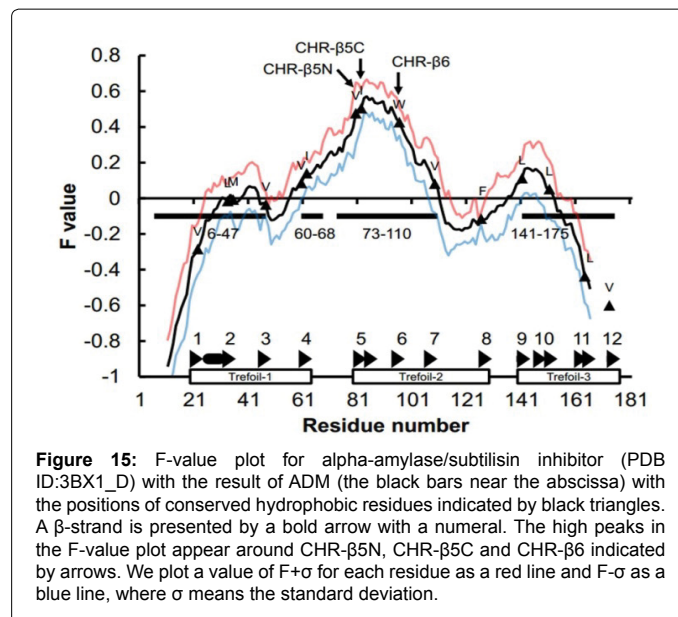 CHR-β5C
CHR-β5N
CHR-β6
0.8
0.6
0.4
0.2
0
-0.2
-0.4
-0.6
-0.8
-1
F value
V
L
M
V
V
L
V
I
W
V
F
L
L
L
V
6-47
60-68
73-110
141-175
1 2 3 4 5 6 7 8 9 10 11 12
Trefoil-1 Trefoil-2 Trefoil-3
1 21 41 61 81 101 121 141 161 181
Residue number
Figure 15: F-value plot for alpha-amylase/subtilisin inhibitor (PDB
ID:3BX1_D) with the result of ADM (the black bars near the abscissa) with
the positions of conserved hydrophobic residues indicated by black triangles.
A β-strand is presented by a bold arrow with a numeral. The high peaks in
the F-value plot appear around CHR-β5N, CHR-β5C and CHR-β6 indicated
by arrows. We plot a value of F+σ for each residue as a red line and F-σ as a
blue line, where σ means the standard deviation.